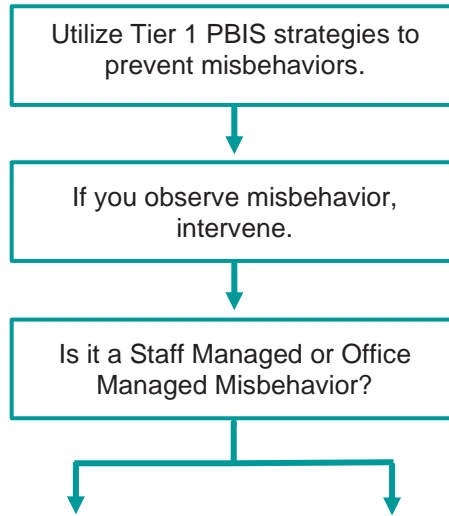 Utilize Tier 1 PBIS strategies to
prevent misbehaviors.
If you observe misbehavior,
intervene.
Is it a Staff Managed or Office
Managed Misbehavior?